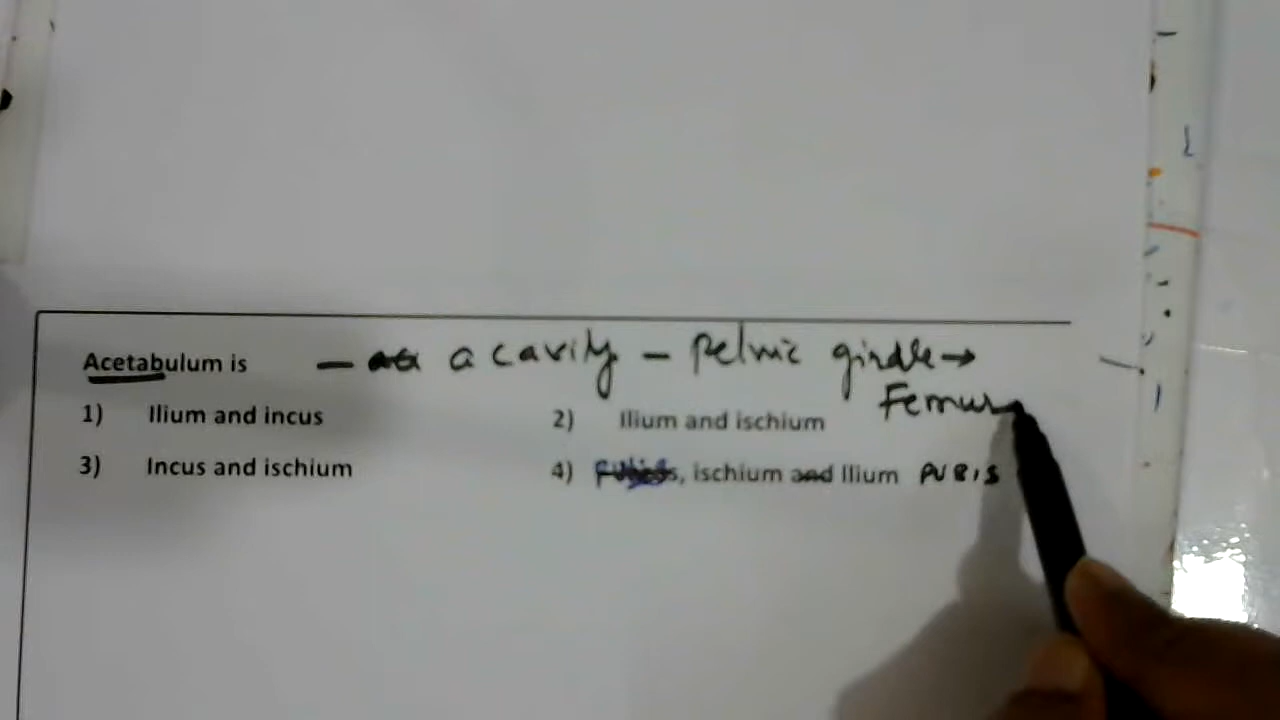 Acetabulum is — a cavity — Pelvic girdle →
Femur
1) Ilium and incus 2) Ilium and ischium
3) Incus and ischium 4) , ischium and Ilium PUBIS